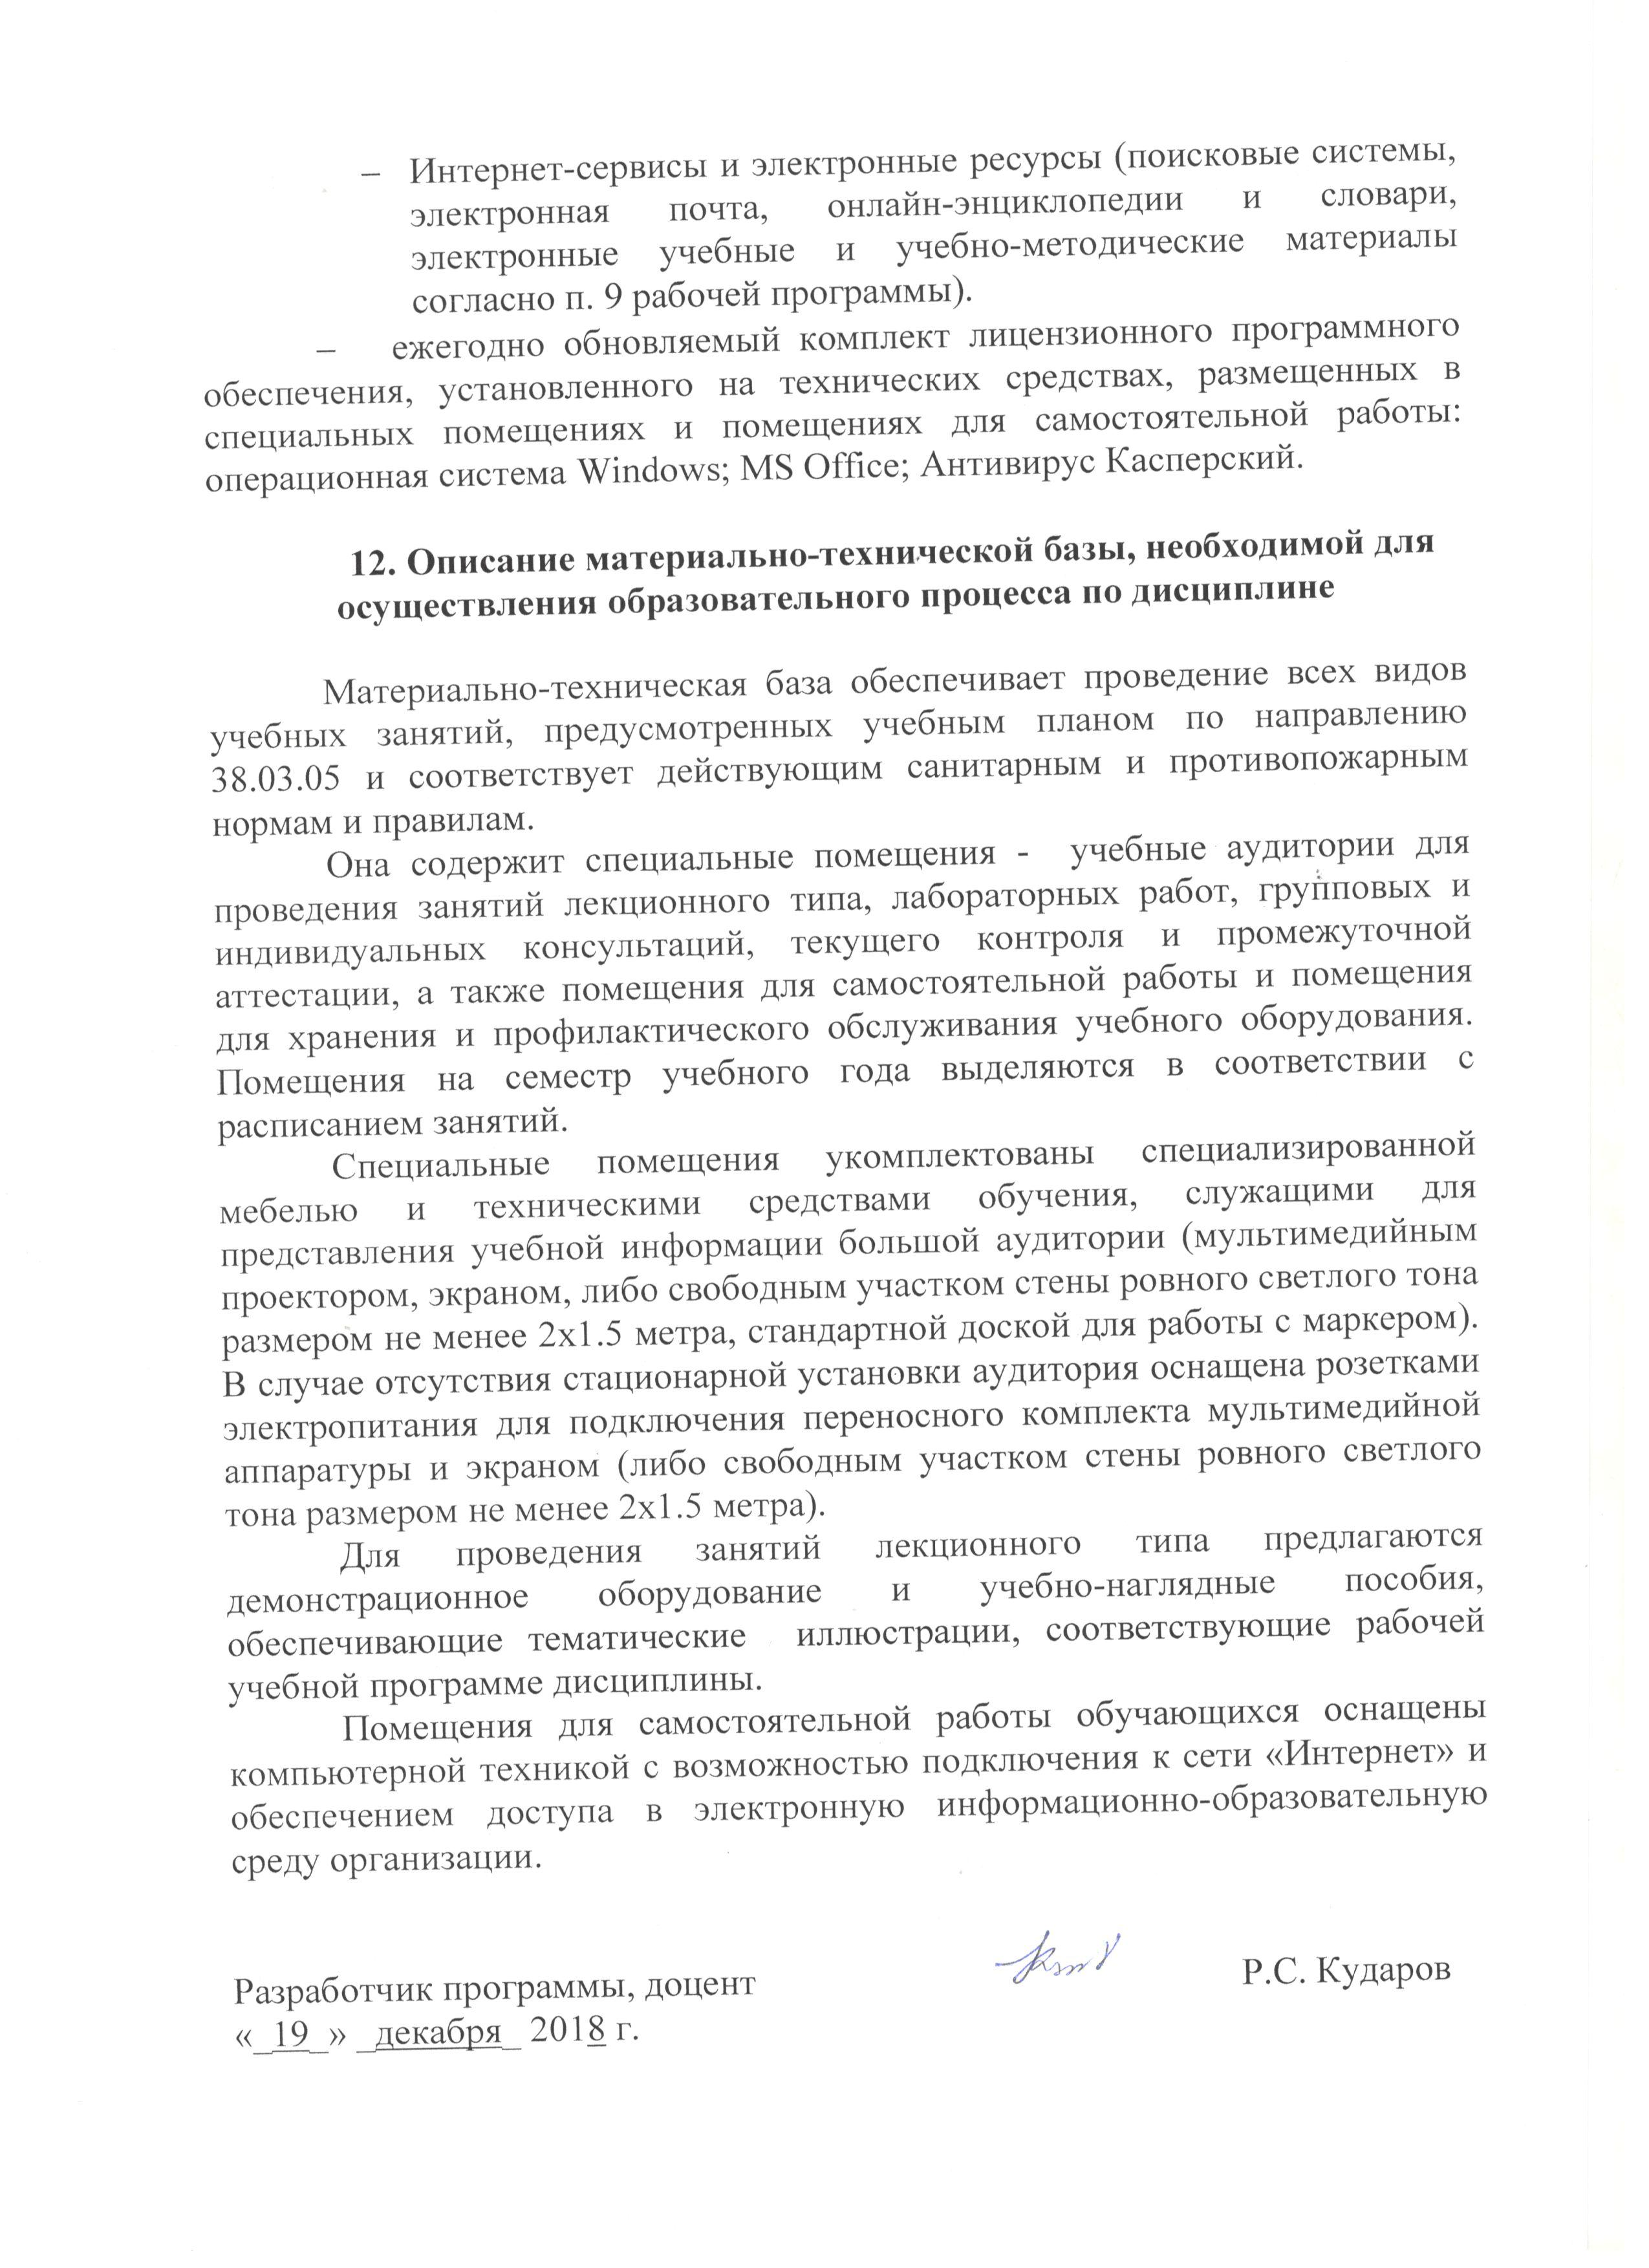 – Интернет-сервисы и электронные ресурсы (поисковые системы,
электронная почта, онлайн-энциклопедии и словари,
электронные учебные и учебно-методические материалы
согласно п. 9 рабочей программы).
– ежегодно обновляемый комплект лицензионного программного
обеспечения, установленного на технических средствах, размещенных в
специальных помещениях и помещениях для самостоятельной работы:
операционная система Windows; MS Office; Антивирус Касперский.
12. Описание материально-технической базы, необходимой для
осуществления образовательного процесса по дисциплине
Материально-техническая база обеспечивает проведение всех видов
учебных занятий, предусмотренных учебным планом по направлению
38.03.05 и соответствует действующим санитарным и противопожарным
нормам и правилам.
Она содержит специальные помещения - учебные аудитории для
проведения занятий лекционного типа, лабораторных работ, групповых и
индивидуальных консультаций, текущего контроля и промежуточной
аттестации, а также помещения для самостоятельной работы и помещения
для хранения и профилактического обслуживания учебного оборудования.
Помещения на семестр учебного года выделяются в соответствии с
расписанием занятий.
Специальные помещения укомплектованы специализированной
мебелью и техническими средствами обучения, служащими для
представления учебной информации большой аудитории (мультимедийным
проектором, экраном, либо свободным участком стены ровного светлого тона
размером не менее 2х1.5 метра, стандартной доской для работы с маркером).
В случае отсутствия стационарной установки аудитория оснащена розетками
электропитания для подключения переносного комплекта мультимедийной
аппаратуры и экраном (либо свободным участком стены ровного светлого
тона размером не менее 2х1.5 метра).
Для проведения занятий лекционного типа предлагаются
демонстрационное оборудование и учебно-наглядные пособия,
обеспечивающие тематические иллюстрации, соответствующие рабочей
учебной программе дисциплины.
Помещения для самостоятельной работы обучающихся оснащены
компьютерной техникой с возможностью подключения к сети «Интернет» и
обеспечением доступа в электронную информационно-образовательную
среду организации.
Разработчик программы, доцент Р.С. Кударов
«_19_» _декабря_ 2018 г.